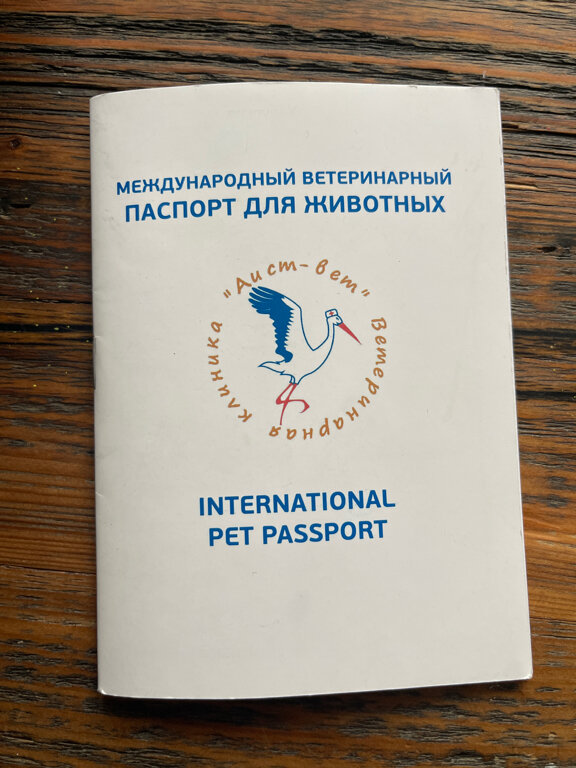 МЕЖДУНАРОДНЫЙ ВЕТЕРИНАРНЫЙ
ПАСПОРТ ДЛЯ ЖИВОТНЫХ
Ветеринарная клиника "Аист-вет"
INTERNATIONAL
PET PASSPORT